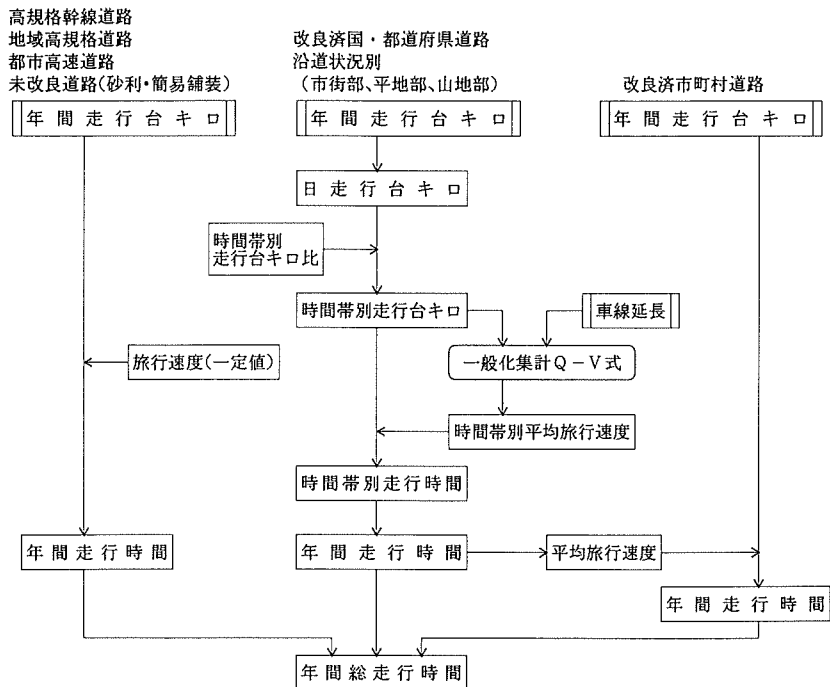 高規格幹線道路
地域高規格道路
都市高速道路
未改良道路(砂利・簡易舗装)
年間走行台キロ
改良済国・都道府県道路
沿道状況別
(市街部、平地部、山地部)
年間走行台キロ
改良済市町村道路
年間走行台キロ
日走行台キロ
時間帯別
走行台キロ比
時間帯別走行台キロ
車線延長
旅行速度(一定値)
一般化集計Q-V式
時間帯別平均旅行速度
時間帯別走行時間
年間走行時間
年間走行時間
平均旅行速度
年間走行時間
年間総走行時間